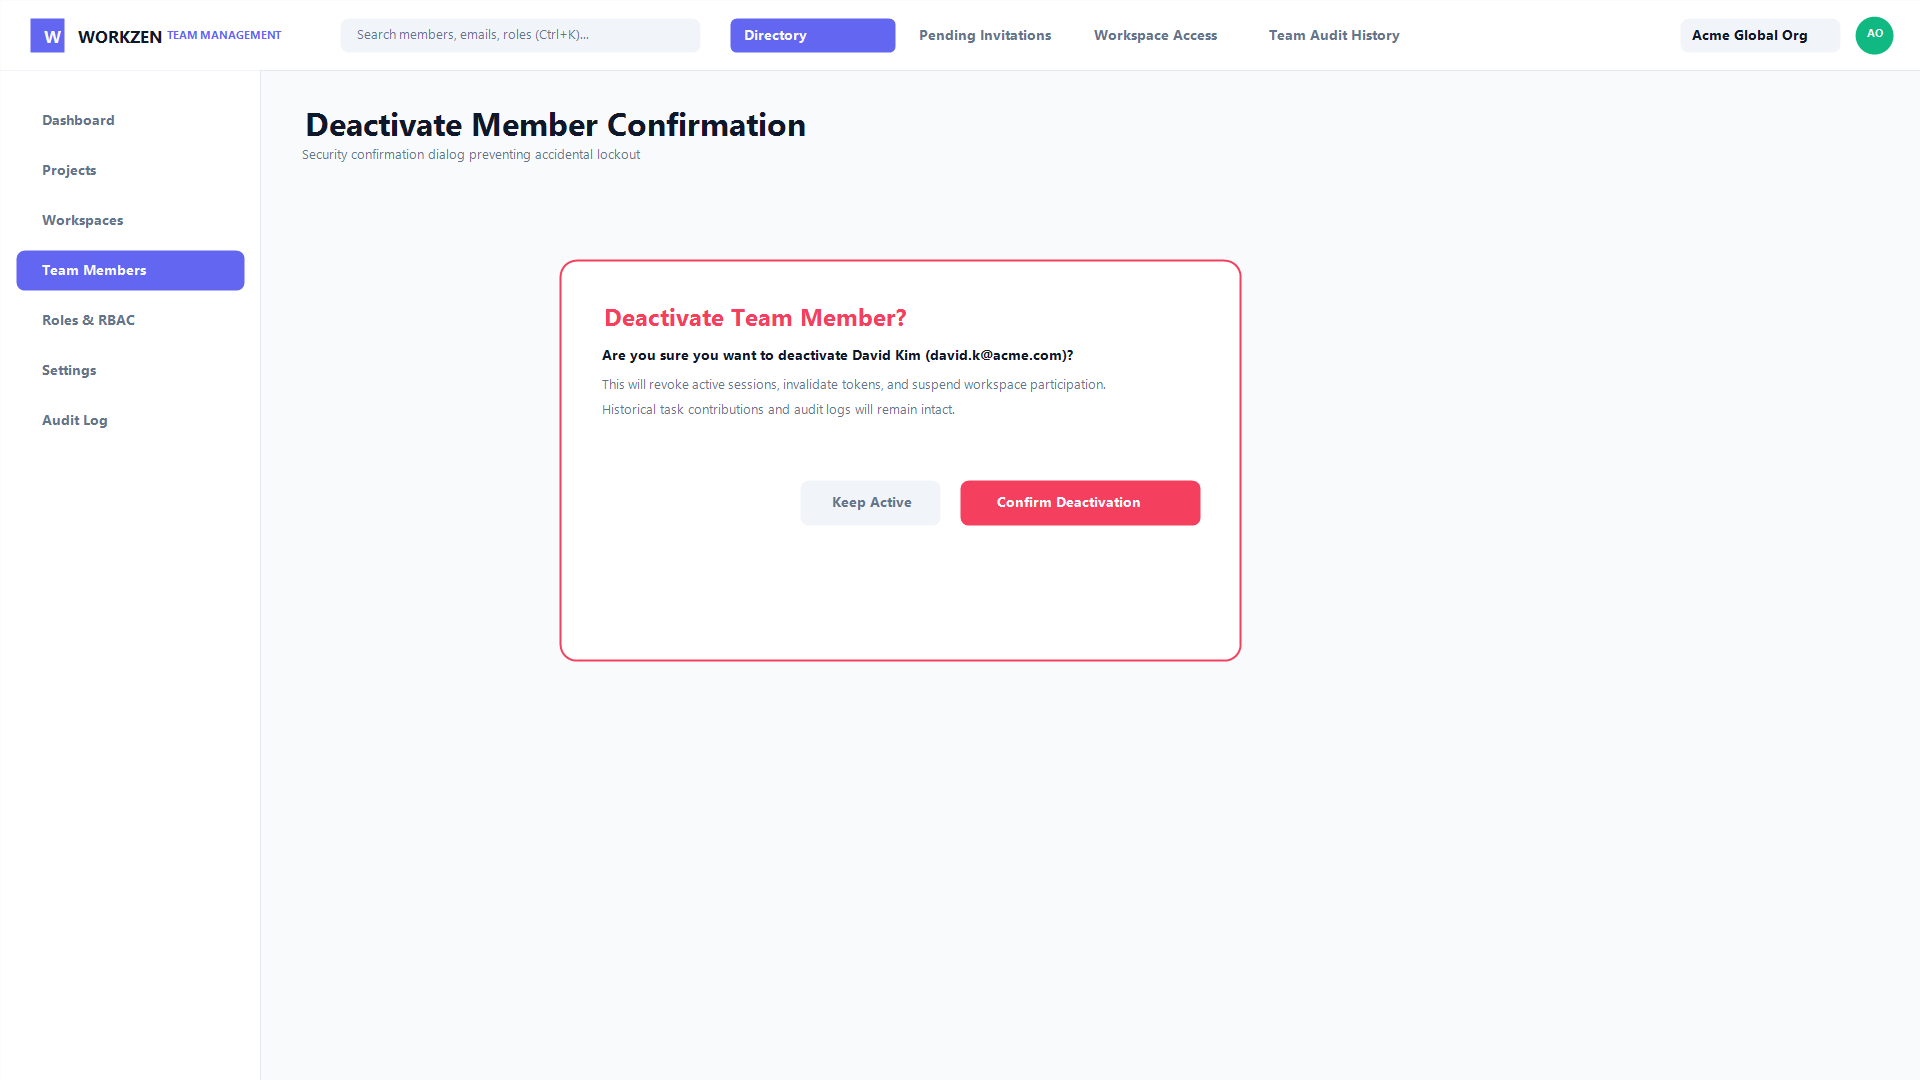 W WORKZEN TEAM MANAGEMENT
Search members, emails, roles (Ctrl+K)...
Directory
Pending Invitations
Workspace Access
Team Audit History
Acme Global Org
AO
Dashboard
Projects
Workspaces
Team Members
Roles & RBAC
Settings
Audit Log
Deactivate Member Confirmation
Security confirmation dialog preventing accidental lockout
Deactivate Team Member?
Are you sure you want to deactivate David Kim (david.k@acme.com)?
This will revoke active sessions, invalidate tokens, and suspend workspace participation.
Historical task contributions and audit logs will remain intact.
Keep Active
Confirm Deactivation